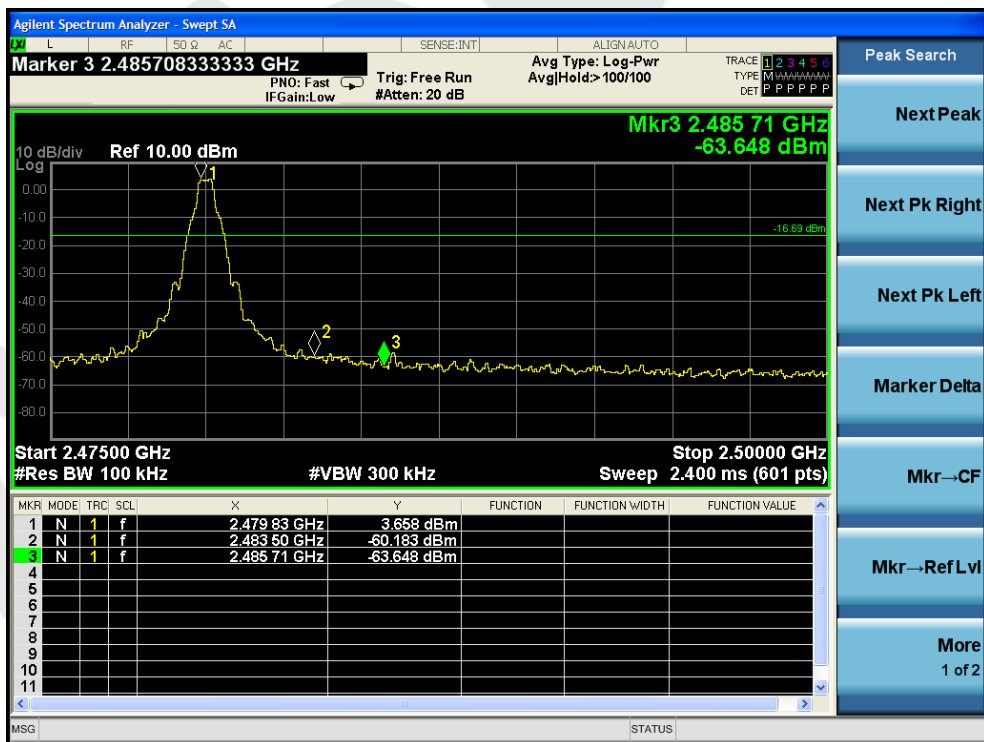 Agilent Spectrum Analyzer - Swept SA
LXI L RF 50 Ω AC SENSE:INT ALIGN AUTO
Marker 3 2.485708333333 GHz
PNO: Fast
IFGain:Low
Trig: Free Run
#Atten: 20 dB
Avg Type: Log-Pwr
Avg|Hold:>100/100
TRACE 1 2 3 4 5 6
TYPE M
DET P P P P P P
Mkr3 2.485 71 GHz
-63.648 dBm
10 dB/div Ref 10.00 dBm
Log
0.00
-10.0
-20.0
-30.0
-40.0
-50.0
-60.0
-70.0
-80.0
1
2
3
-16.69 dBm
Start 2.47500 GHz Stop 2.50000 GHz
#Res BW 100 kHz #VBW 300 kHz Sweep 2.400 ms (601 pts)
MKR MODE TRC SCL X Y FUNCTION FUNCTION WIDTH FUNCTION VALUE
1 N 1 f 2.479 83 GHz 3.658 dBm
2 N 1 f 2.483 50 GHz -60.183 dBm
3 N 1 f 2.485 71 GHz -63.648 dBm
4
5
6
7
8
9
10
11
MSG STATUS
Peak Search
Next Peak
Next Pk Right
Next Pk Left
Marker Delta
Mkr→CF
Mkr→Ref Lvl
More
1 of 2